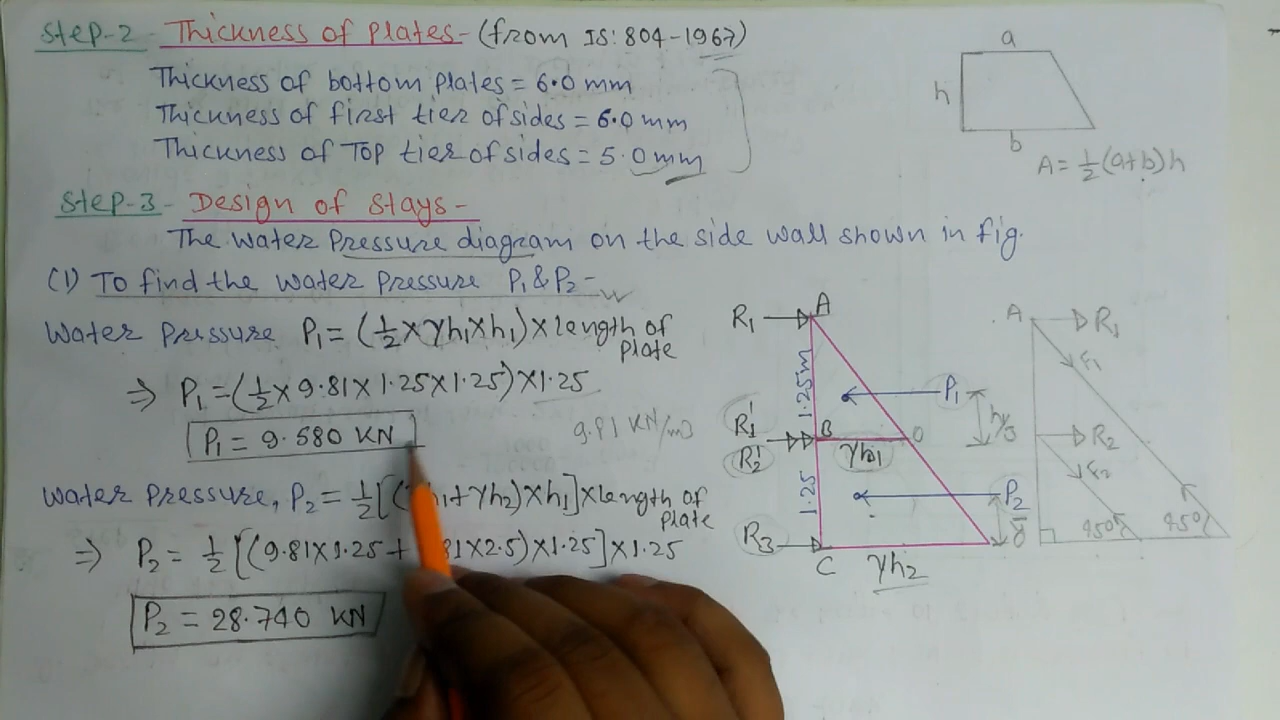 Step-2 - Thickness of plates - (from IS: 804-1967)
Thickness of bottom plates = 6.0 mm
Thickness of first tier of sides = 6.0 mm
Thickness of Top tier of sides = 5.0 mm
a
h
b
A = 1/2 (a+b) h
Step-3 - Design of stays -
The water pressure diagram on the side wall shown in fig.
(1) To find the water pressure P1 & P2 -
Water pressure P1 = (1/2 × γh1 × h1) × length of plate
⇒ P1 = (1/2 × 9.81 × 1.25 × 1.25) × 1.25
P1 = 9.580 KN
9.81 KN/m3
Water pressure, P2 = 1/2 [( h1 + γh2) × h1] × length of plate
⇒ P2 = 1/2 [(9.81 × 1.25 + 81 × 2.5) × 1.25] × 1.25
P2 = 28.740 KN
R1
A
1.25m
P1
h/3
R1'
R2'
B
γh1
D
1.25
P2
ȳ
R3
C
γh2
A
R1
F1
R2
F2
45°
45°